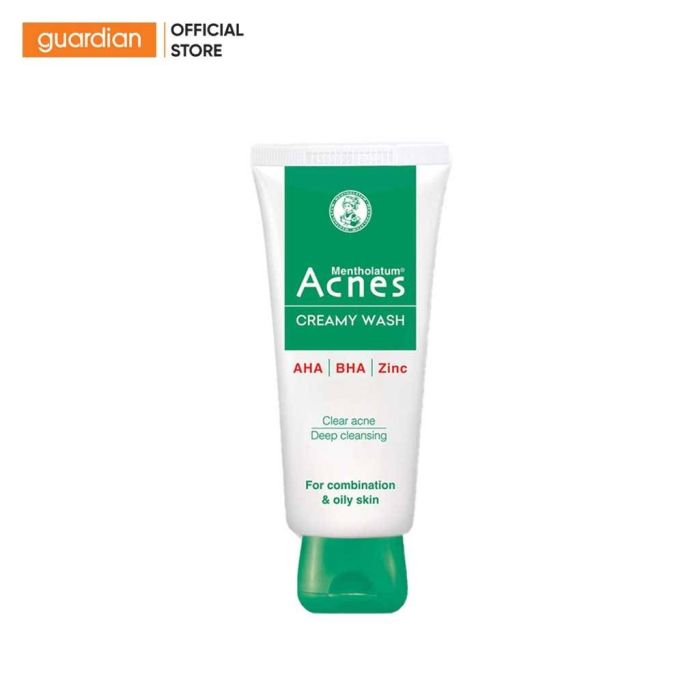 guardian
OFFICIAL
STORE
Mentholatum®
Acnes
CREAMY WASH
AHA | BHA | Zinc
Clear acne
Deep cleansing
For combination
& oily skin